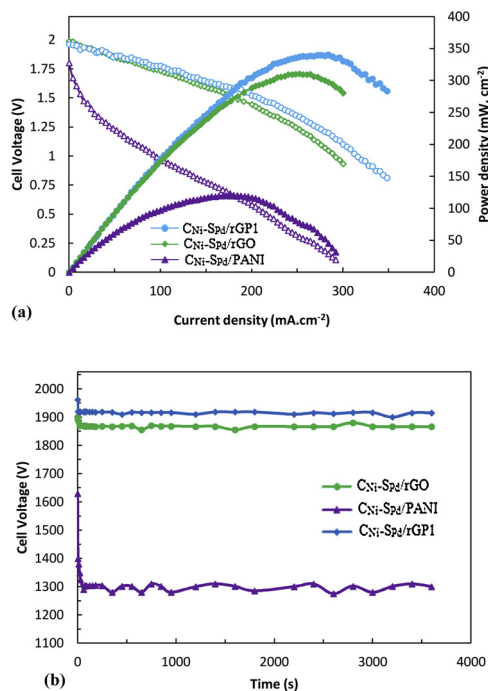 2
1.75
1.5
1.25
1
0.75
0.5
0.25
0
400
350
300
250
200
150
100
50
0
0 100 200 300 400
Cell Voltage (V)
Power density (mW. cm-²)
CNi-SPd/rGP1
CNi-SPd/rGO
CNi-SPd/PANI
(a)
Current density (mA.cm-²)
2000
1900
1800
1700
1600
1500
1400
1300
1200
1100
0 1000 2000 3000 4000
Cell Voltage (V)
CNi-SPd/rGO
CNi-SPd/PANI
CNi-SPd/rGP1
(b)
Time (s)